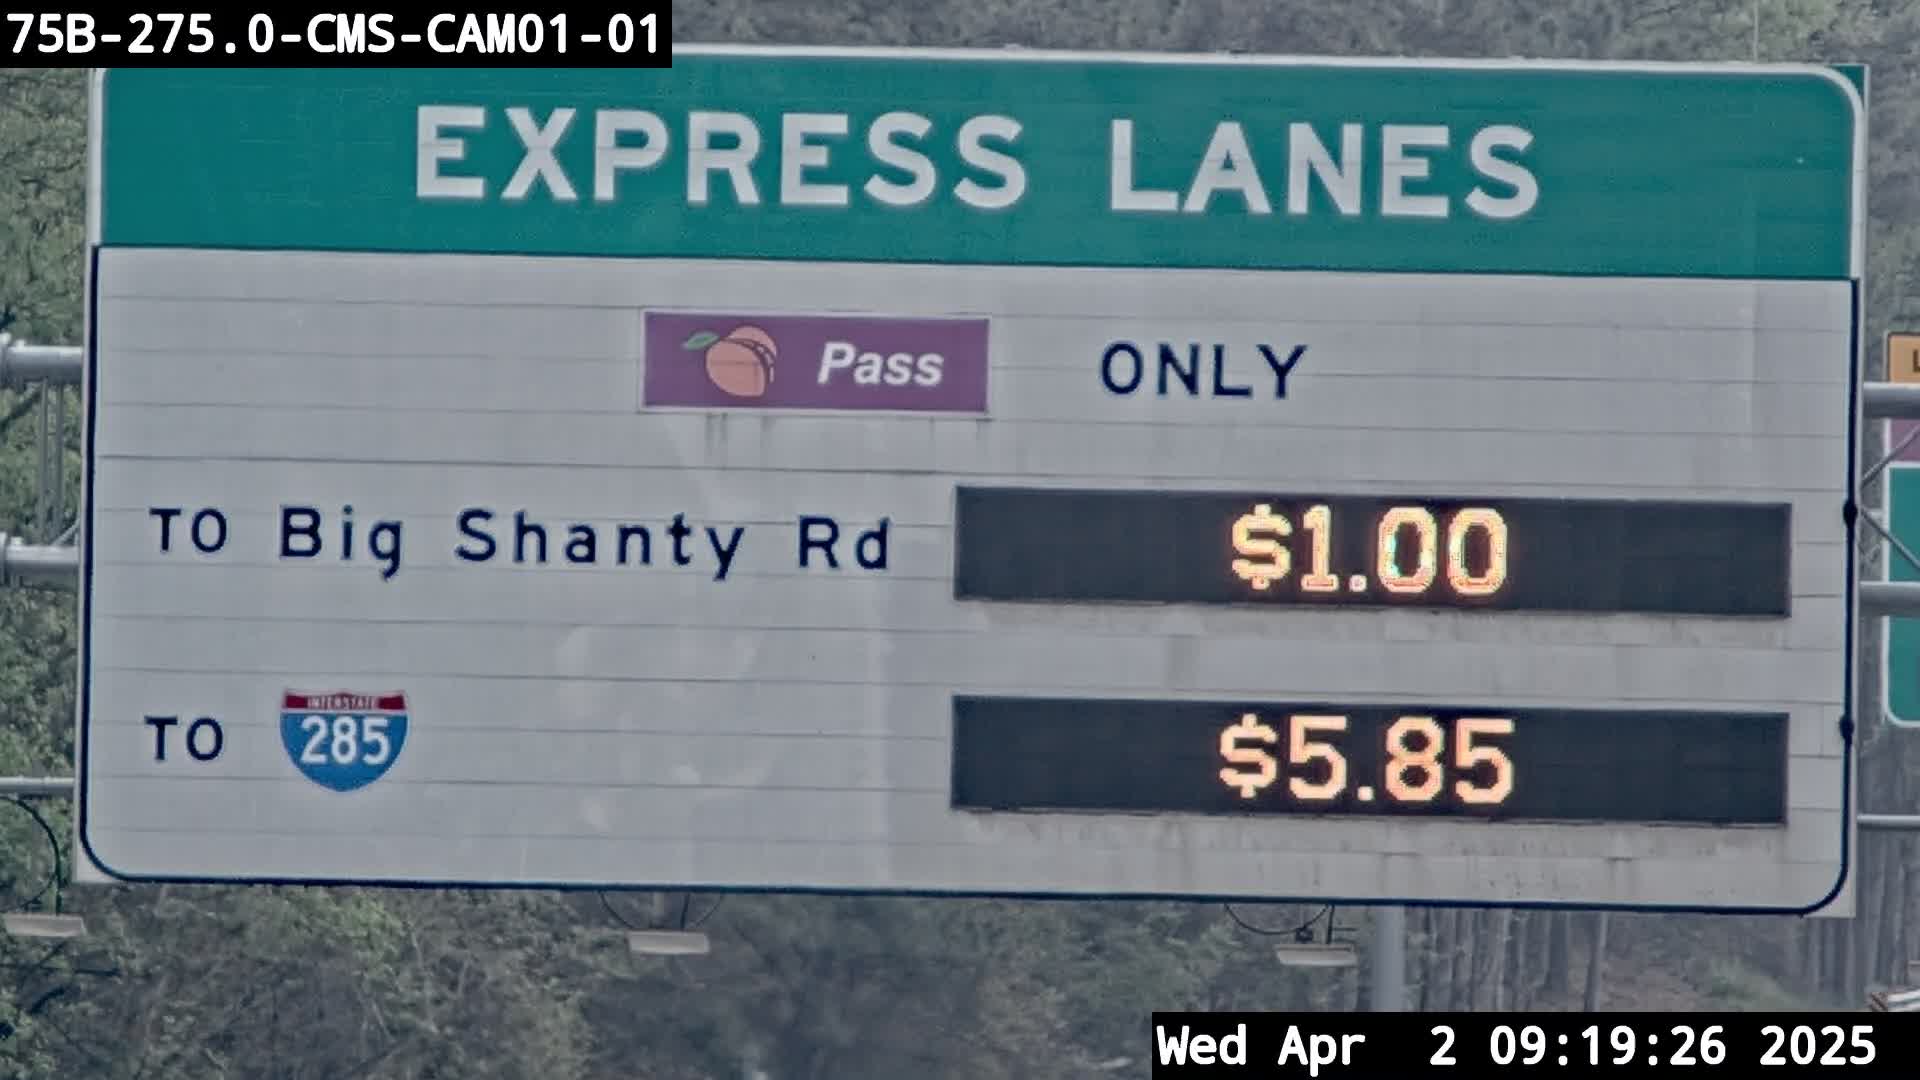 75B-275.0-CMS-CAM01-01
EXPRESS LANES
Pass ONLY
TO Big Shanty Rd $1.00
INTERSTATE
TO 285 $5.85
Wed Apr 2 09:19:26 2025